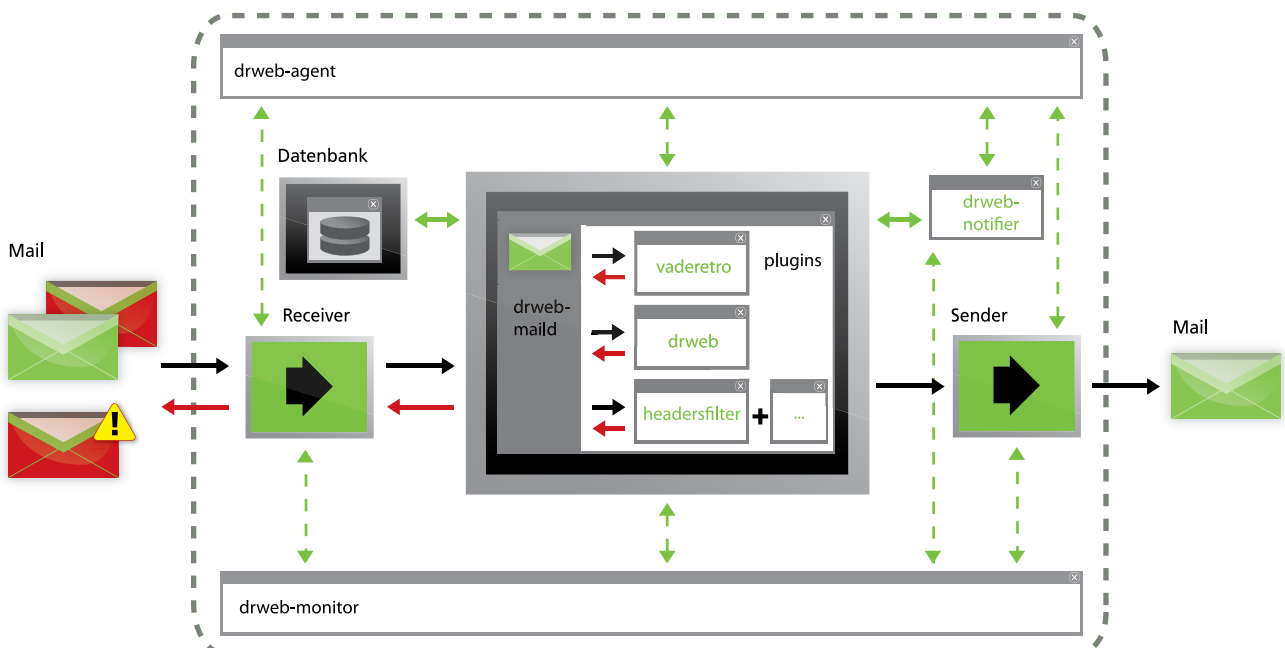 drweb-agent
Datenbank
drweb-
notifier
Mail
vaderetro
plugins
drweb-
maild
Receiver
drweb
Sender
Mail
headersfilter
+
...
!
drweb-monitor